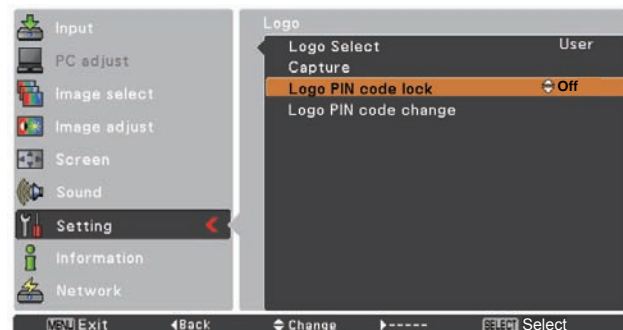 Input
PC adjust
Image select
Image adjust
Screen
Sound
Setting
Information
Network
Logo
Logo Select User
Capture
Logo PIN code lock Off
Logo PIN code change
MENU Exit Back Change ----- SELECT Select